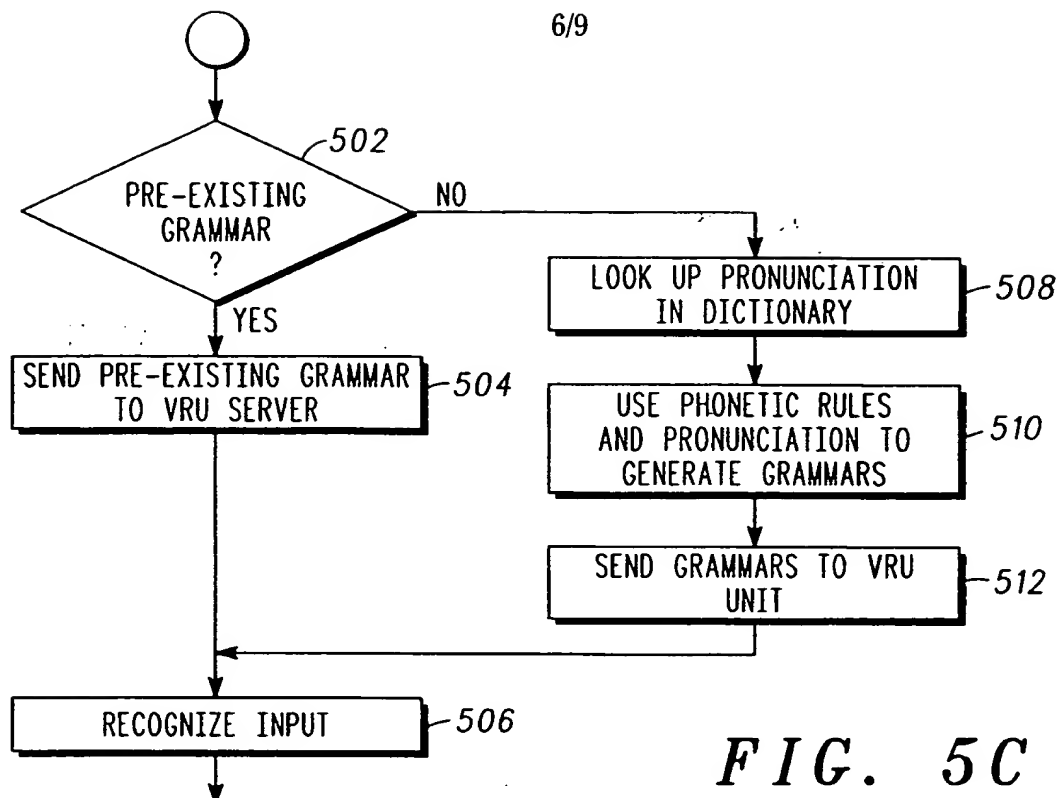 6/9
502
PRE-EXISTING
GRAMMAR
?
NO
YES
LOOK UP PRONUNCIATION
IN DICTIONARY
508
SEND PRE-EXISTING GRAMMAR
TO VRU SERVER
504
USE PHONETIC RULES
AND PRONUNCIATION TO
GENERATE GRAMMARS
510
SEND GRAMMARS TO VRU
UNIT
512
RECOGNIZE INPUT
506
FIG. 5C